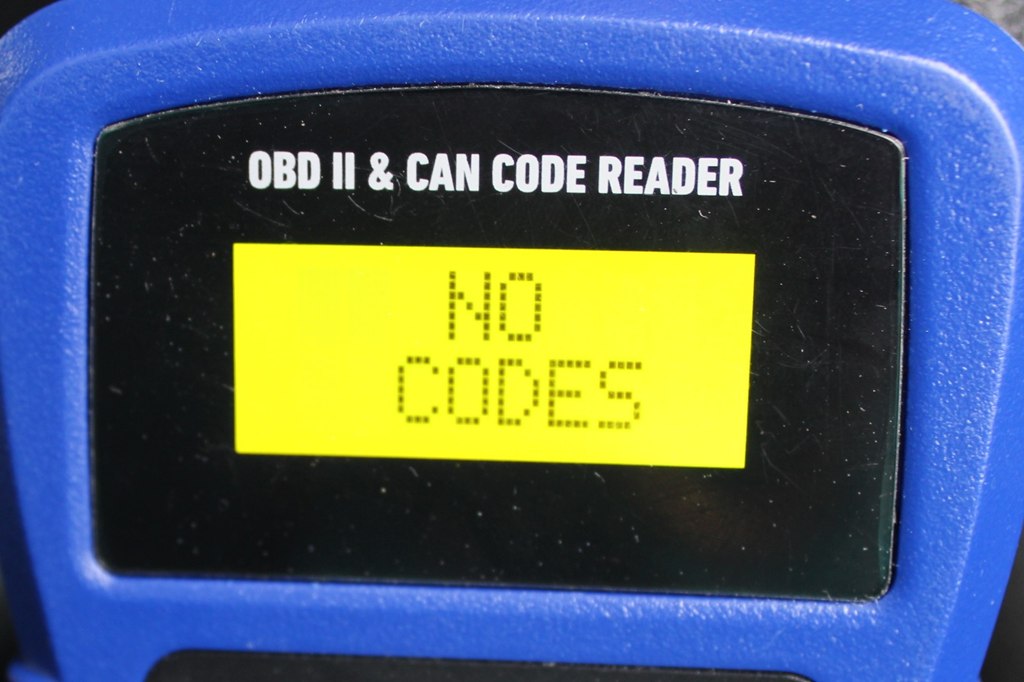 OBD II & CAN CODE READER
NO
CODES